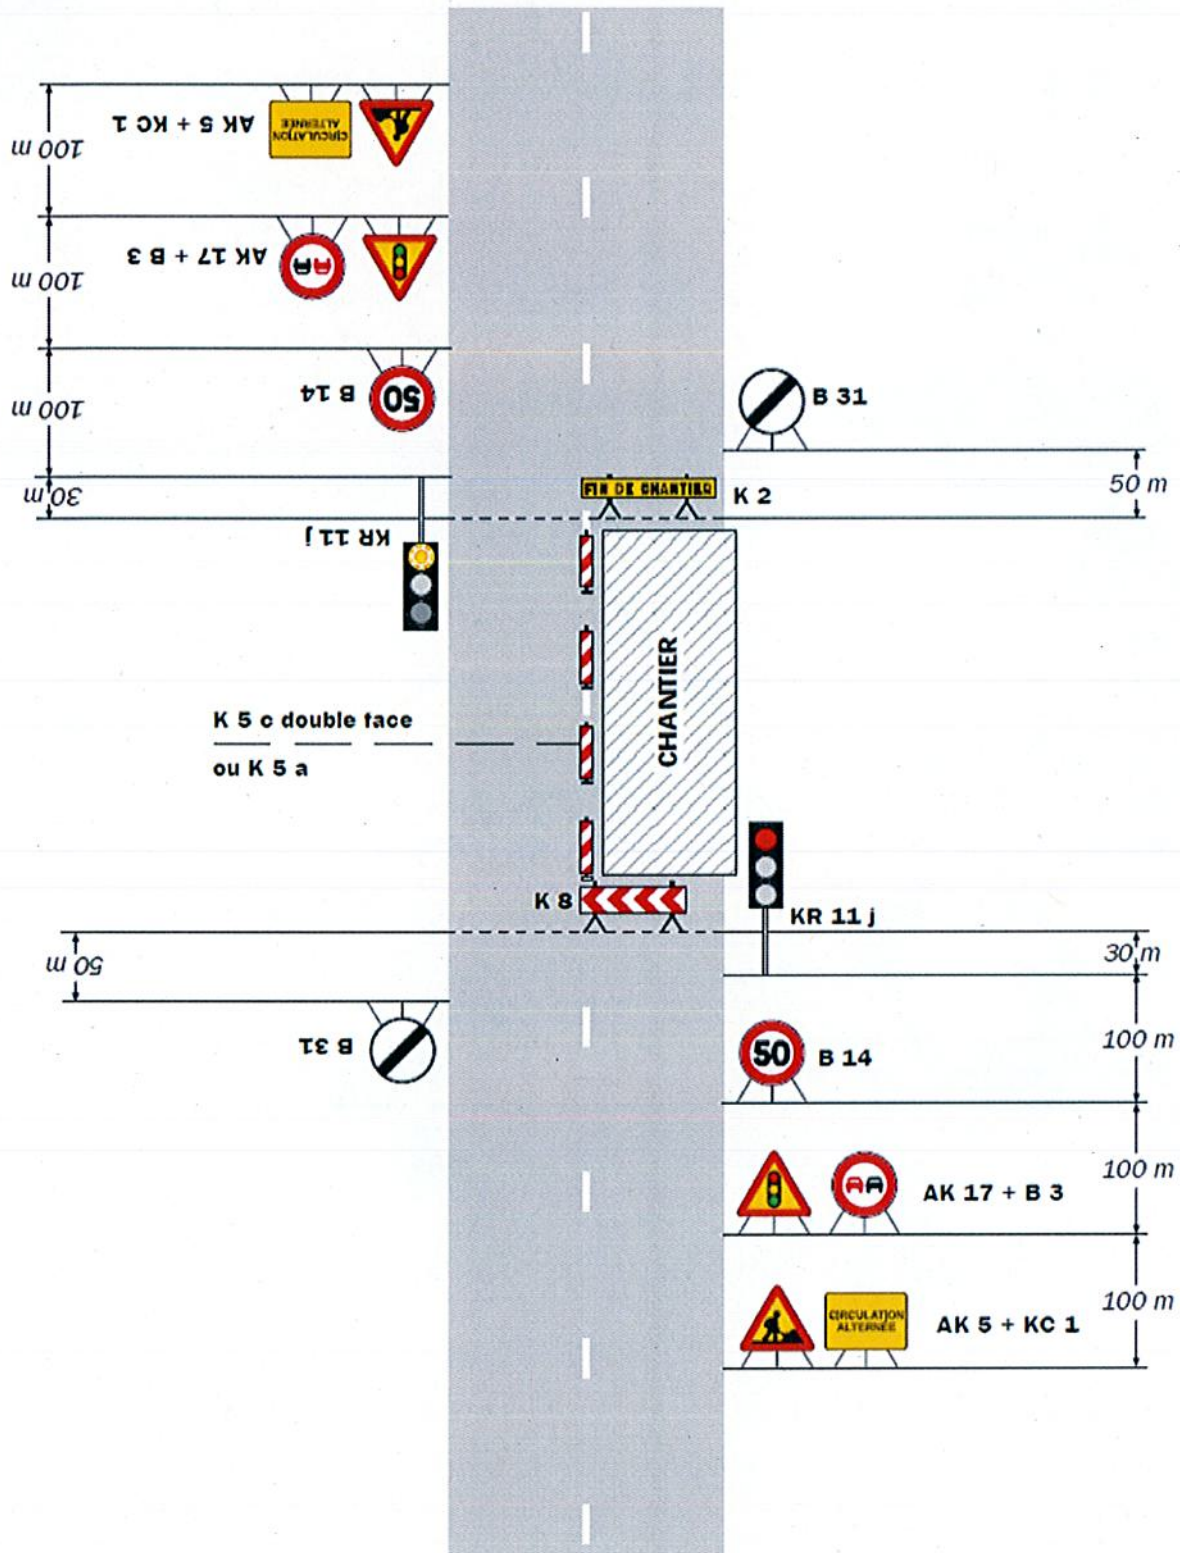 AK 5 + KC 1
CIRCULATION
ALTERNÉE
100 m
AK 17 + B 3
100 m
B 14
50
100 m
B 31
30 m
FIN DE CHANTIER
K 2
50 m
KR 11 j
CHANTIER
K 5 c double face
ou K 5 a
K 8
KR 11 j
50 m
30 m
B 31
50
B 14
100 m
AK 17 + B 3
100 m
CIRCULATION
ALTERNÉE
AK 5 + KC 1
100 m